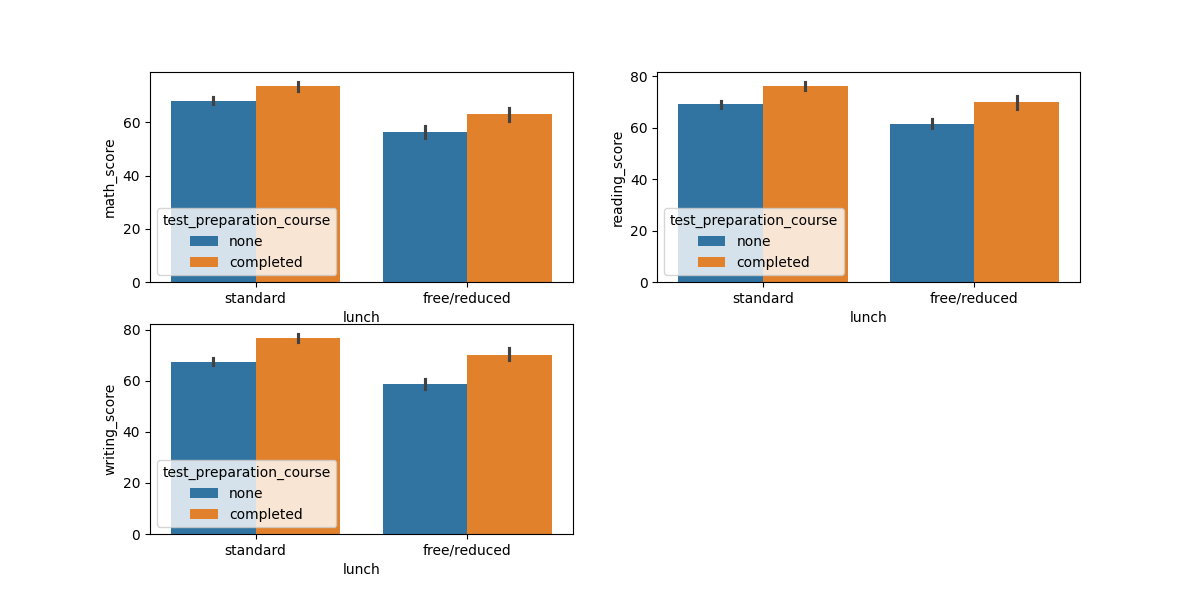 math_score
60
40
20
0
test_preparation_course
none
completed
standard
free/reduced
lunch
reading_score
80
60
40
20
0
test_preparation_course
none
completed
standard
free/reduced
lunch
writing_score
80
60
40
20
0
test_preparation_course
none
completed
standard
free/reduced
lunch